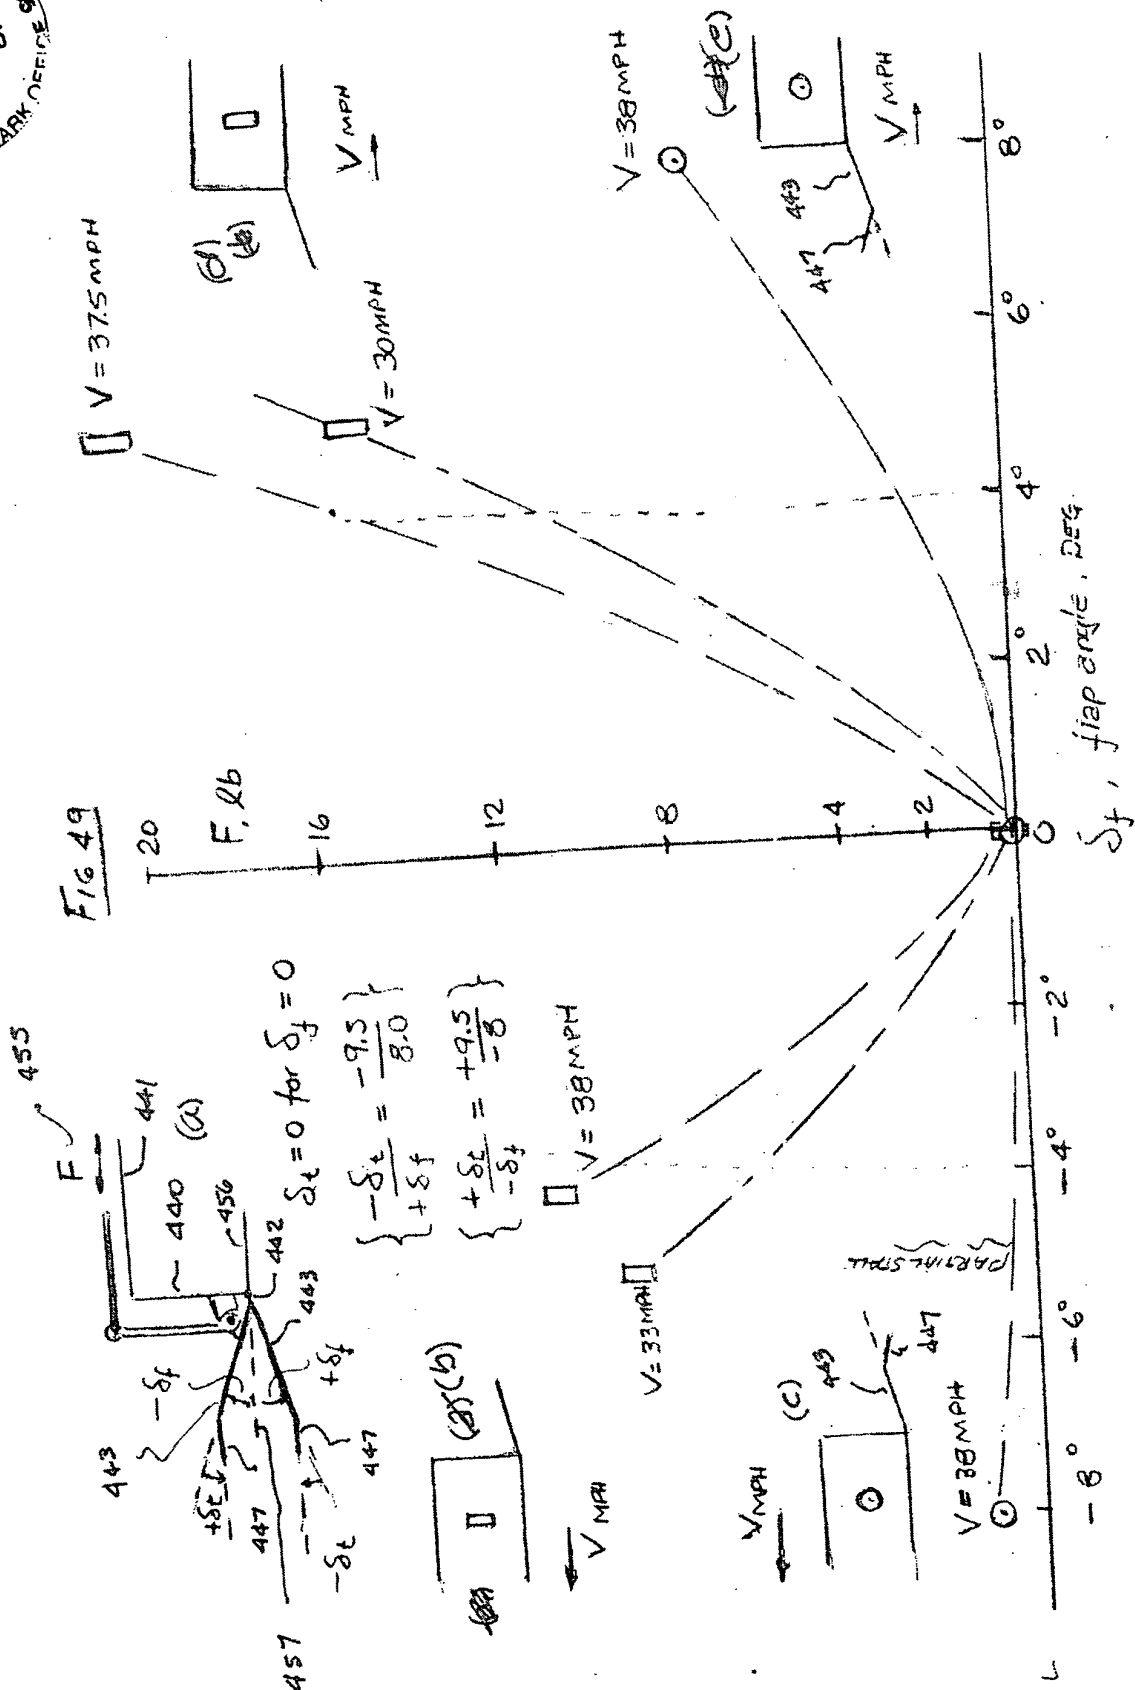 ARK OFFICE
FIG 49
455
F
441
(a)
440
456
442
443
-δf
+δf
443
+δt
447
447
-δt
457
δt = 0 for δf = 0
{ -δt / +δf = -9.5 / 8.0 }
{ +δt / -δf = +9.5 / -8 }
20
F, lb
16
12
8
4
2
0
V = 37.5 MPH
V = 30 MPH
(d)
V MPH
V = 38 MPH
(e)
443
447
V MPH
V = 38 MPH
V = 33 MPH
(b)
V MPH
(c)
443
447
V MPH
V = 38 MPH
PARTIAL STALL
-8°
-6°
-4°
-2°
2°
4°
6°
8°
δf, flap angle, DEG.